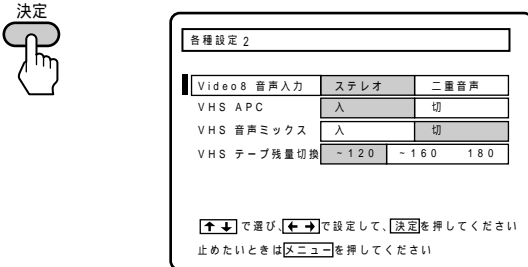 決定
各種設定2
Video8 音声入力 ステレオ 二重音声
VHS APC 入 切
VHS 音声ミックス 入 切
VHS テープ残量切換 ~120 ~160 180
↑↓で選び、←→で設定して、決定を押してください
止めたいときはメニューを押してください